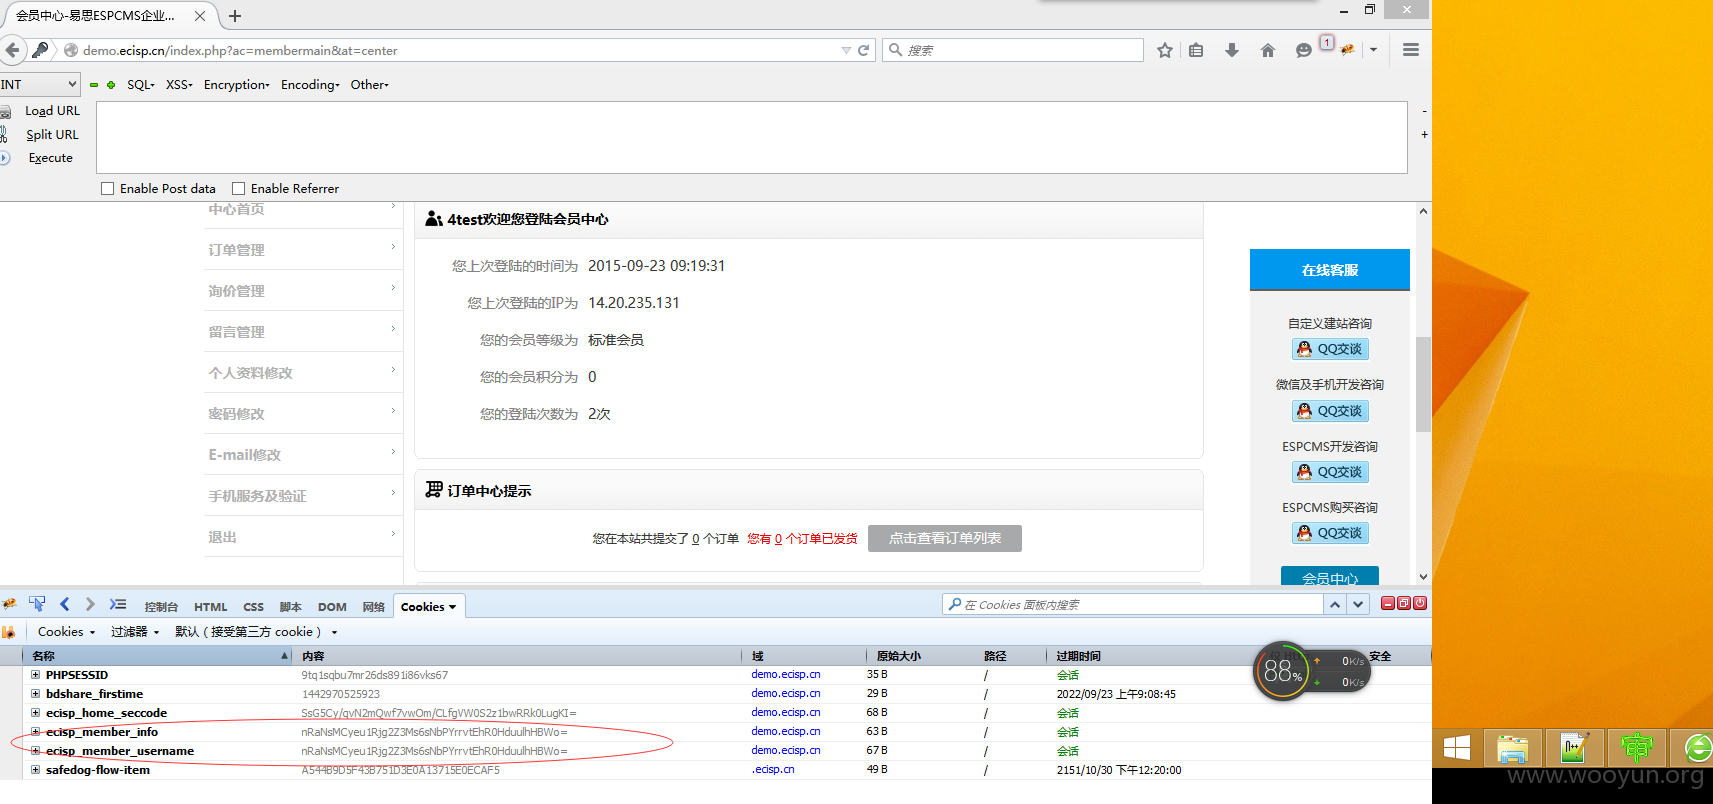 会员中心-易思ESPCMS企业...
demo.ecisp.cn/index.php?ac=membermain&at=center
搜索
1
INT
SQL
XSS
Encryption
Encoding
Other
Load URL
Split URL
Execute
-
+
Enable Post data
Enable Referrer
中心首页
订单管理
询价管理
留言管理
个人资料修改
密码修改
E-mail修改
手机服务及验证
退出
4test欢迎您登陆会员中心
您上次登陆的时间为 2015-09-23 09:19:31
您上次登陆的IP为 14.20.235.131
您的会员等级为 标准会员
您的会员积分为 0
您的登陆次数为 2次
订单中心提示
您在本站共提交了 0 个订单 您有 0 个订单已发货 点击查看订单列表
在线客服
自定义建站咨询
QQ交谈
微信及手机开发咨询
QQ交谈
ESPCMS开发咨询
QQ交谈
ESPCMS购买咨询
QQ交谈
会员中心
控制台 HTML CSS 脚本 DOM 网络 Cookies
在 Cookies 面板内搜索
Cookies 过滤器 默认（接受第三方 cookie）
名称 内容 域 原始大小 路径 过期时间 安全
PHPSESSID 9tq1sqbu7mr26ds891i86vks67 demo.ecisp.cn 35 B / 会话
bdshare_firstime 1442970525923 demo.ecisp.cn 29 B / 2022/09/23 上午9:08:45
ecisp_home_seccode SsG5Cy/qvN2mQwf7vwOm/CLfgVW0S2z1bwRRk0LugKI= demo.ecisp.cn 68 B / 会话
ecisp_member_info nRaNsMCyeu1Rjg2Z3Ms6sNbPYrrvtEhR0HduulhHBWo= demo.ecisp.cn 63 B / 会话
ecisp_member_username nRaNsMCyeu1Rjg2Z3Ms6sNbPYrrvtEhR0HduulhHBWo= demo.ecisp.cn 67 B / 会话
safedog-flow-item A544B9D5F43B751D3E0A13715E0ECAF5 .ecisp.cn 49 B / 2151/10/30 下午12:20:00
88%
0K/s
0K/s
www.wooyun.org